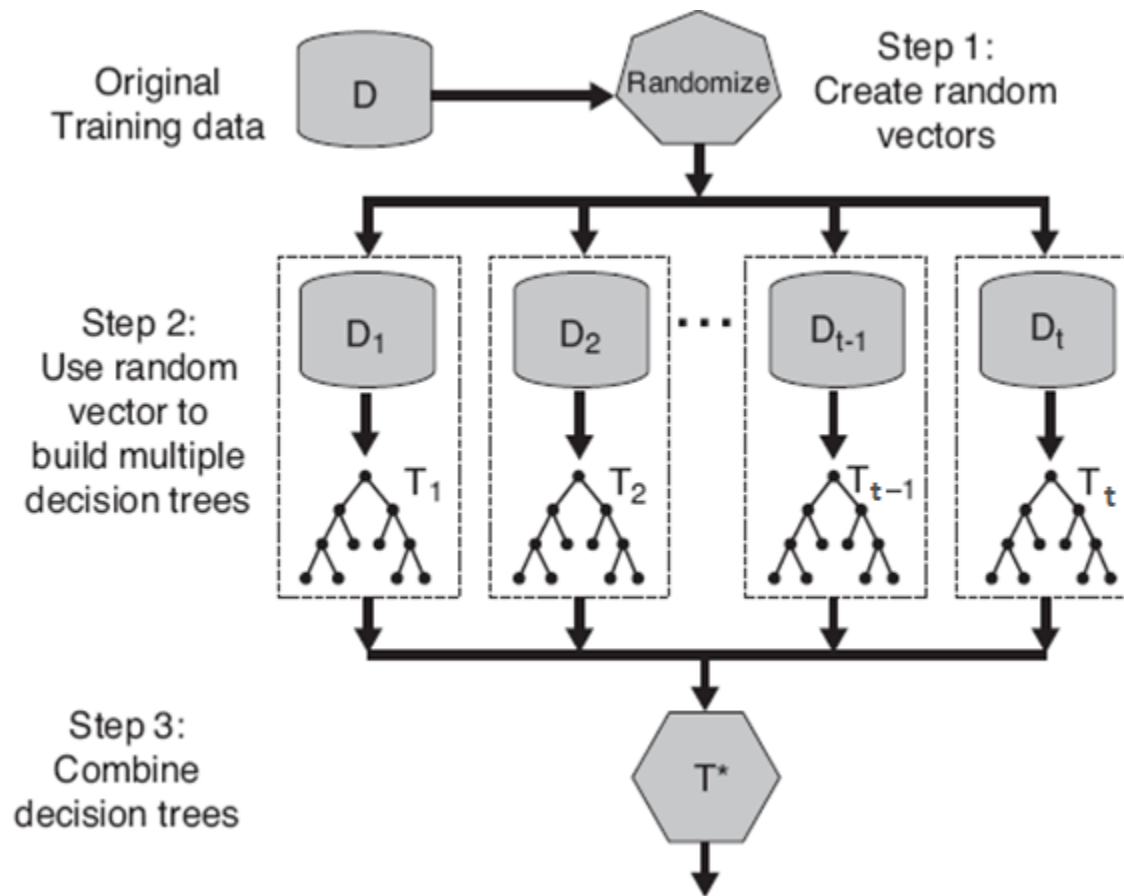 Original
Training data
D
Randomize
Step 1:
Create random
vectors
Step 2:
Use random
vector to
build multiple
decision trees
D1
D2
...
Dt-1
Dt
T1
T2
Tt-1
Tt
Step 3:
Combine
decision trees
T*